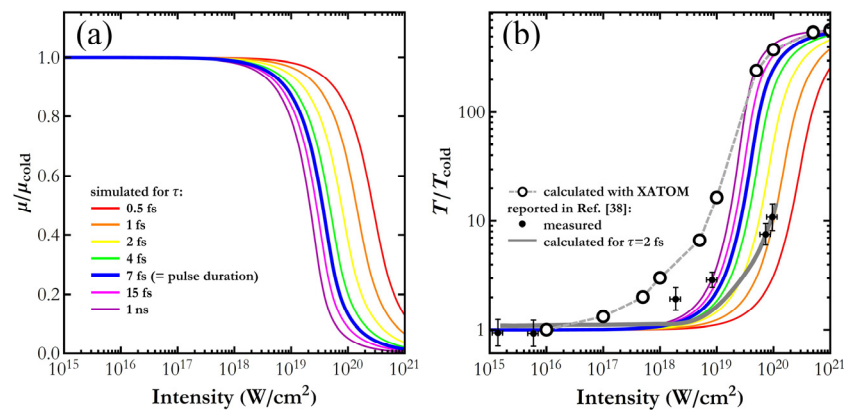 (a)
(b)
1.0
0.8
0.6
0.4
0.2
0.0
μ/μcold
simulated for τ:
0.5 fs
1 fs
2 fs
4 fs
7 fs (= pulse duration)
15 fs
1 ns
10¹⁵ 10¹⁶ 10¹⁷ 10¹⁸ 10¹⁹ 10²⁰ 10²¹
Intensity (W/cm²)
100
10
1
T/Tcold
calculated with XATOM
reported in Ref. [38]:
measured
calculated for τ=2 fs
10¹⁵ 10¹⁶ 10¹⁷ 10¹⁸ 10¹⁹ 10²⁰ 10²¹
Intensity (W/cm²)